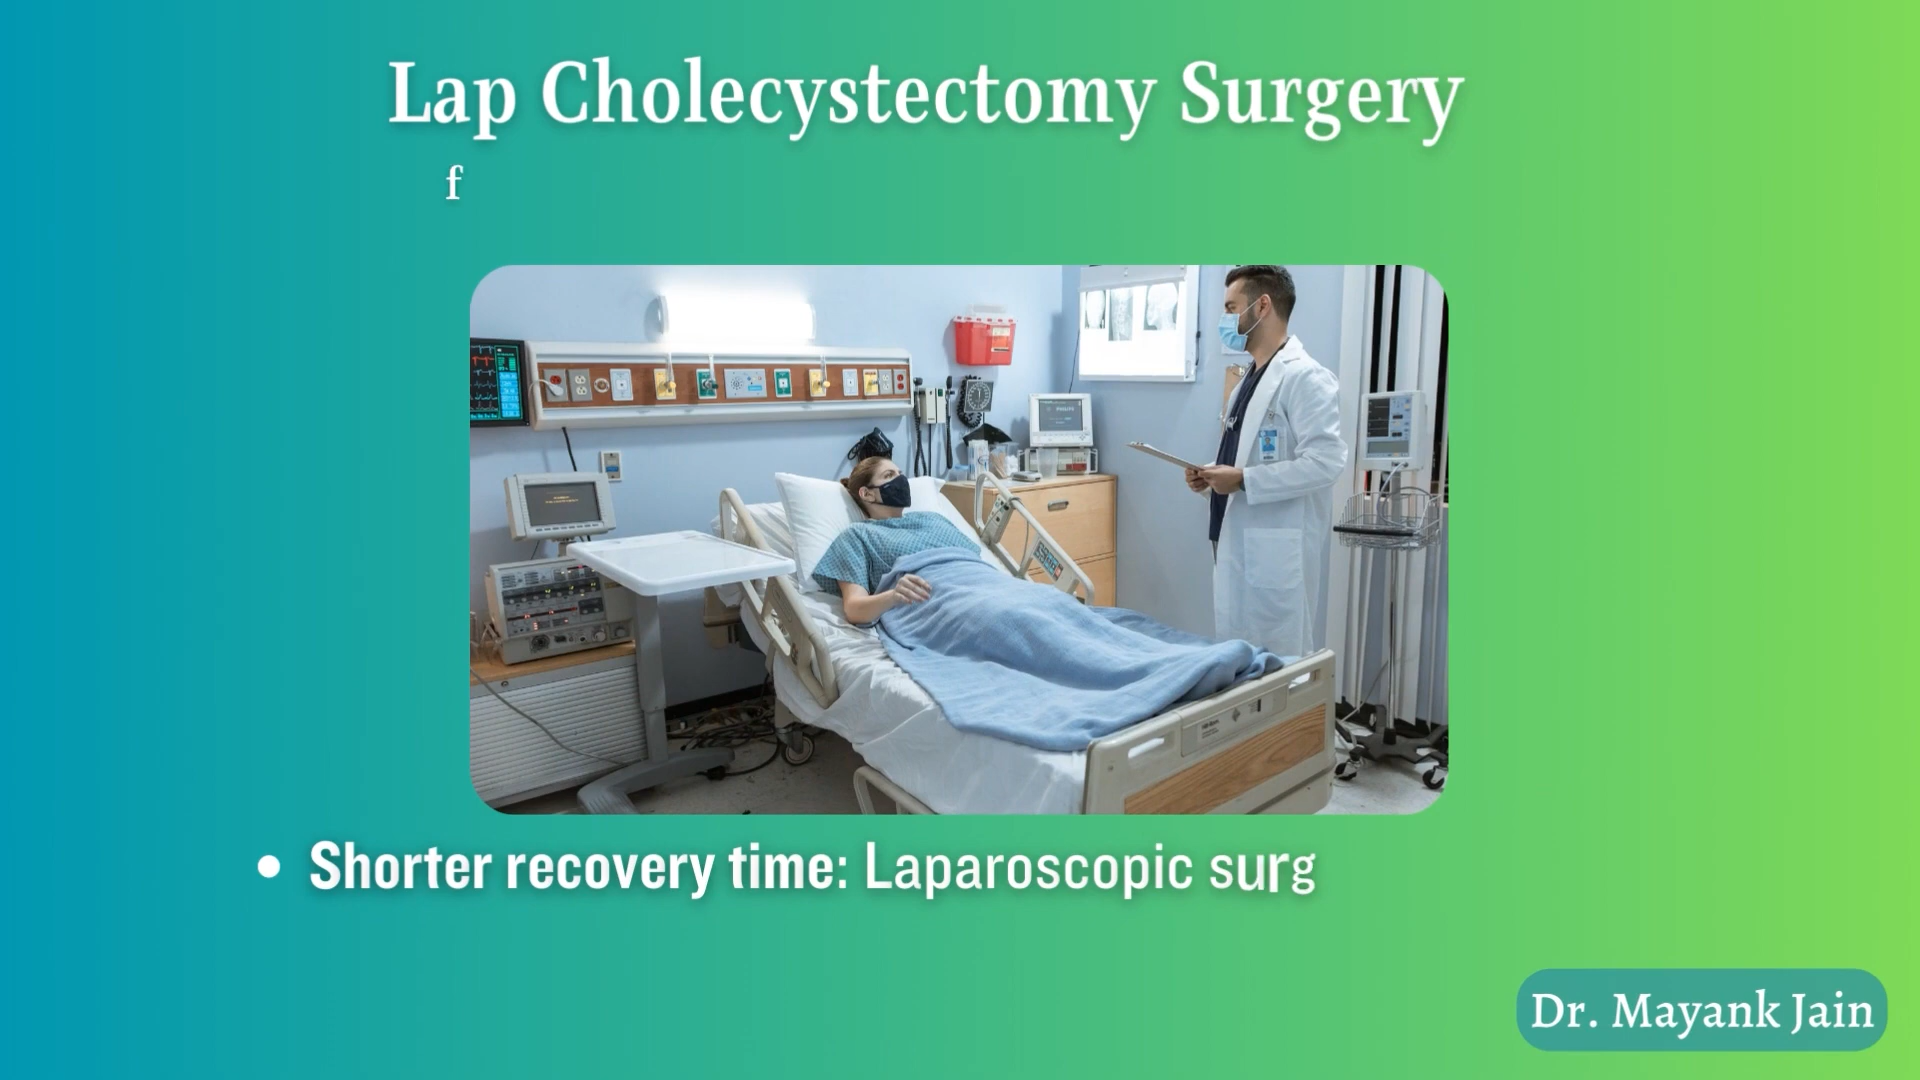 Lap Cholecystectomy Surgery
f
• Shorter recovery time: Laparoscopic surg
Dr. Mayank Jain